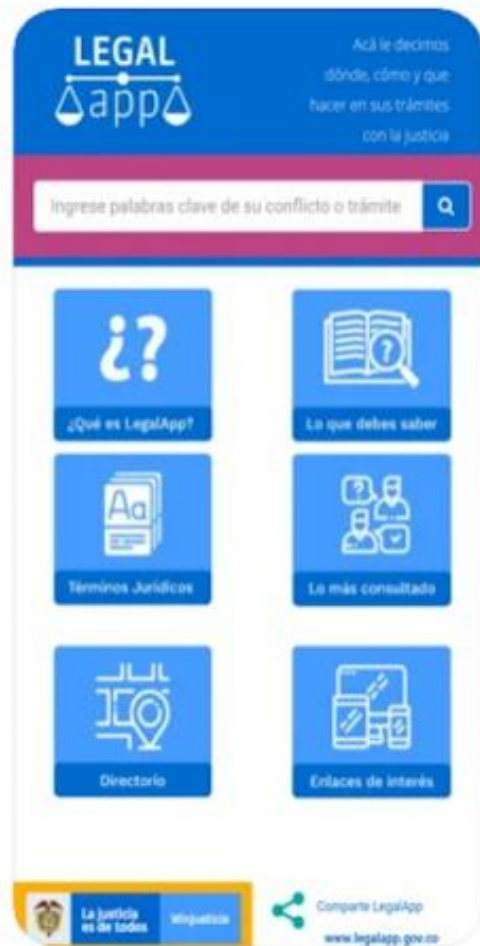 LEGAL
app
Acá le decimos
dónde, cómo y que
hacer en sus trámites
con la justicia
Ingrese palabras clave de su conflicto o trámite
¿?
¿Qué es LegalApp?
?
Lo que debes saber
Aa
Términos Jurídicos
?
Lo más consultado
Directorio
Enlaces de interés
La justicia
es de todos
Minjusticia
Comparte LegalApp
www.legalapp.gov.co